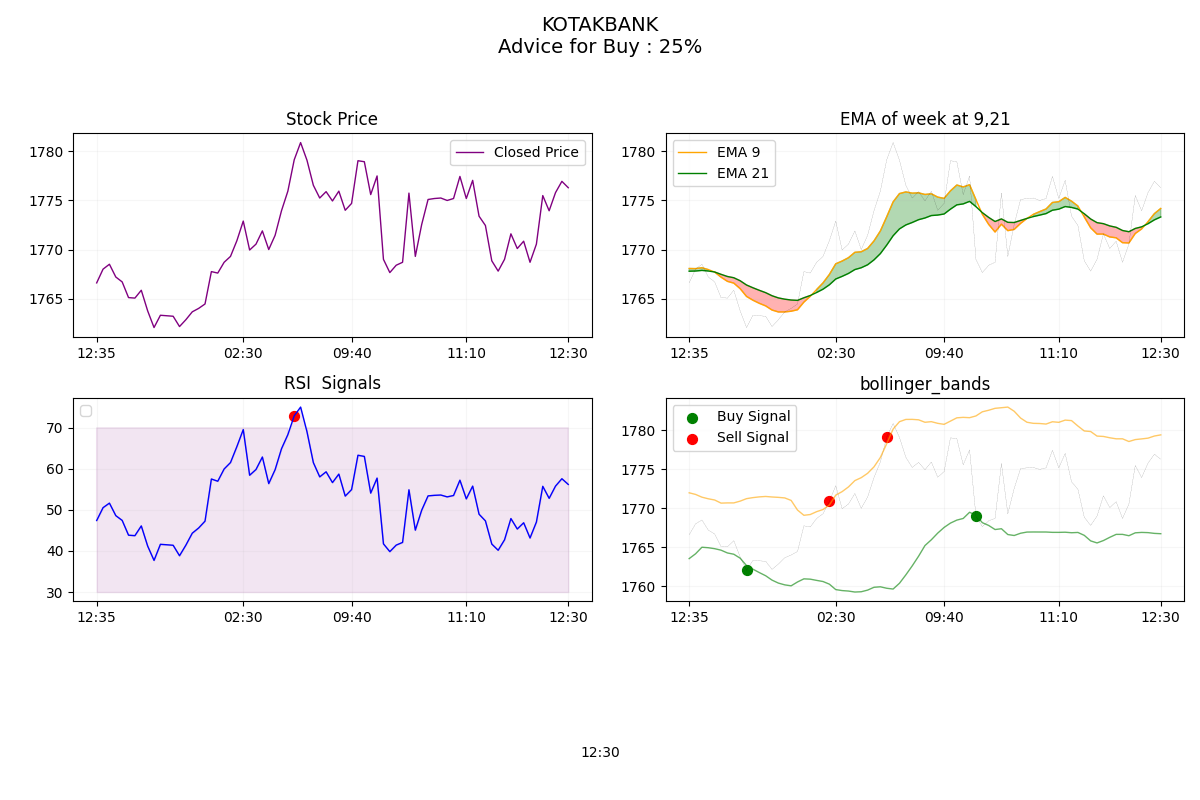 KOTAKBANK
Advice for Buy : 25%
Stock Price
1780
1775
1770
1765
Closed Price
12:35 02:30 09:40 11:10 12:30
EMA of week at 9,21
1780
1775
1770
1765
EMA 9
EMA 21
12:35 02:30 09:40 11:10 12:30
RSI  Signals
70
60
50
40
30
12:35 02:30 09:40 11:10 12:30
bollinger_bands
1780
1775
1770
1765
1760
Buy Signal
Sell Signal
12:35 02:30 09:40 11:10 12:30
12:30